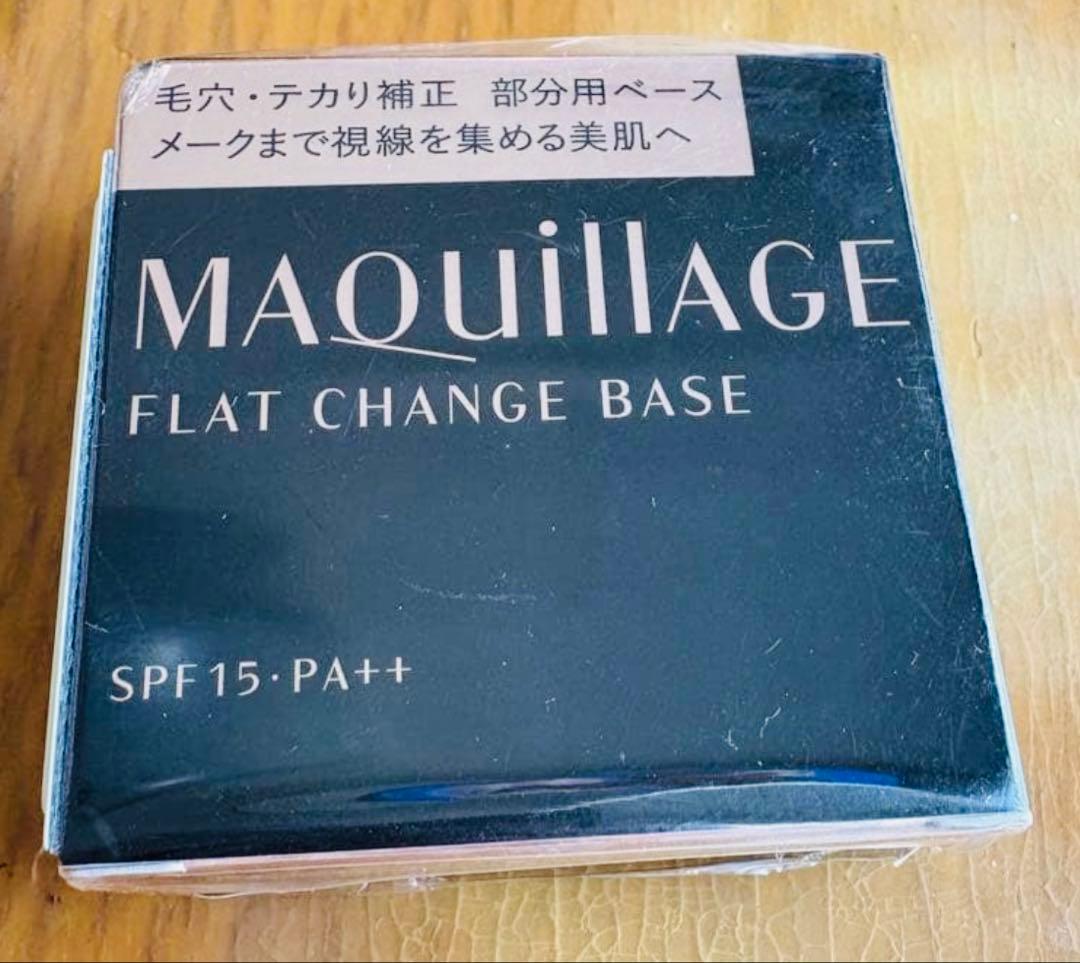 毛穴・テカリ補正 部分用ベース
メークまで視線を集める美肌へ
MAQuillAGE
FLAT CHANGE BASE
SPF15・PA++